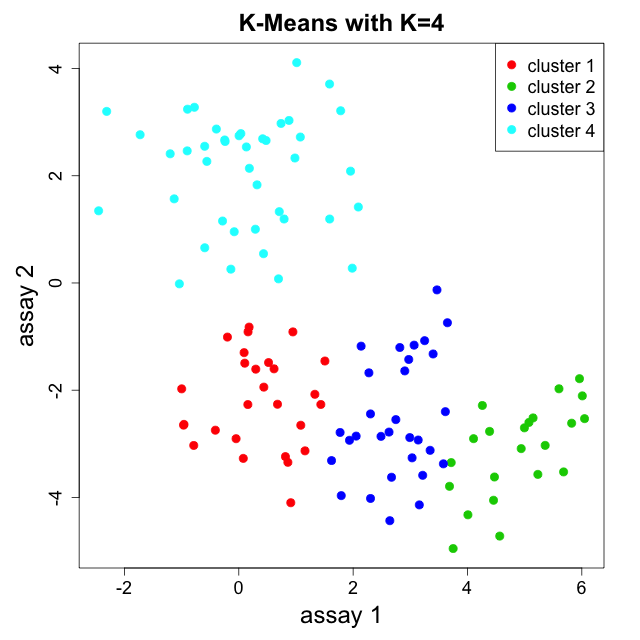 K-Means with K=4
cluster 1
cluster 2
cluster 3
cluster 4
4
2
0
-2
-4
assay 2
-2 0 2 4 6
assay 1